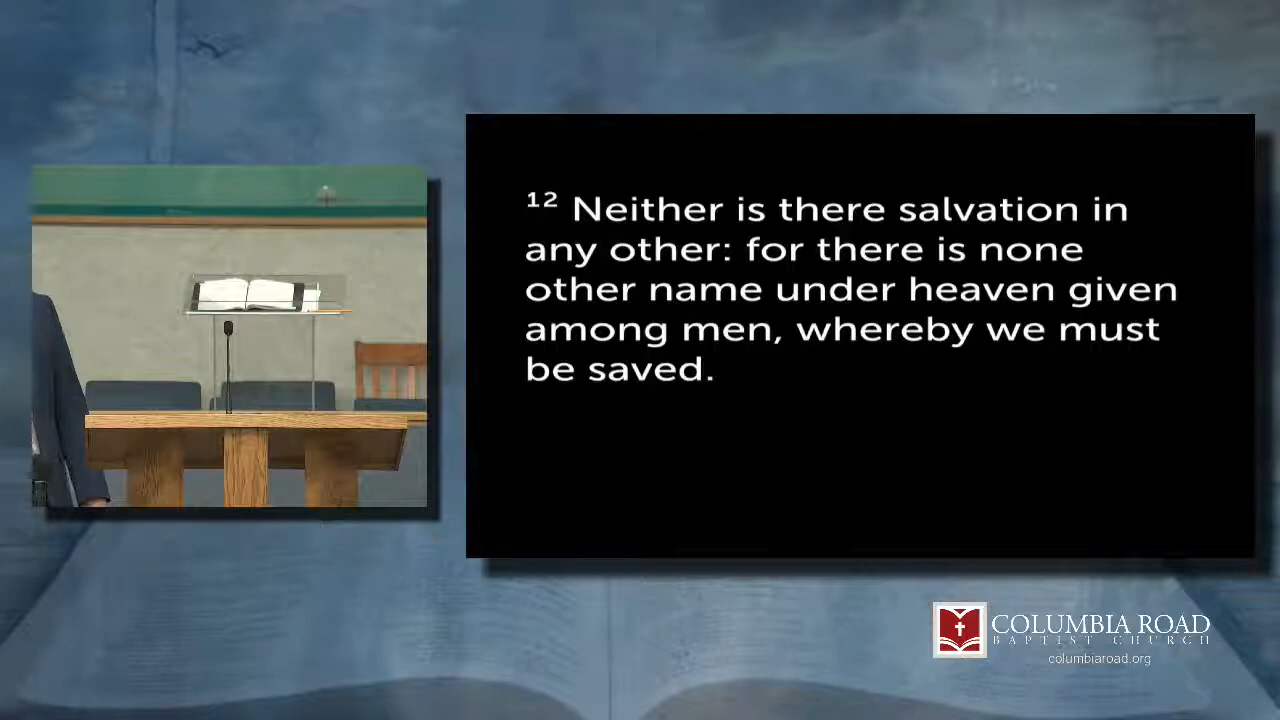 ¹² Neither is there salvation in
any other: for there is none
other name under heaven given
among men, whereby we must
be saved.
COLUMBIA ROAD
BAPTIST CHURCH
columbiaroad.org